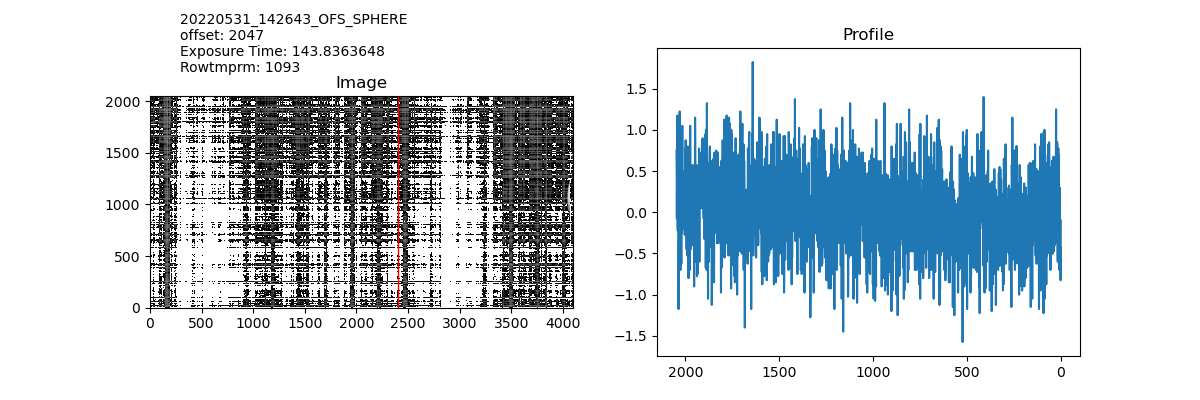 20220531_142643_OFS_SPHERE
offset: 2047
Exposure Time: 143.8363648
Rowtmprm: 1093
Image
2000
1500
1000
500
0
0 500 1000 1500 2000 2500 3000 3500 4000
Profile
1.5
1.0
0.5
0.0
−0.5
−1.0
−1.5
2000 1500 1000 500 0